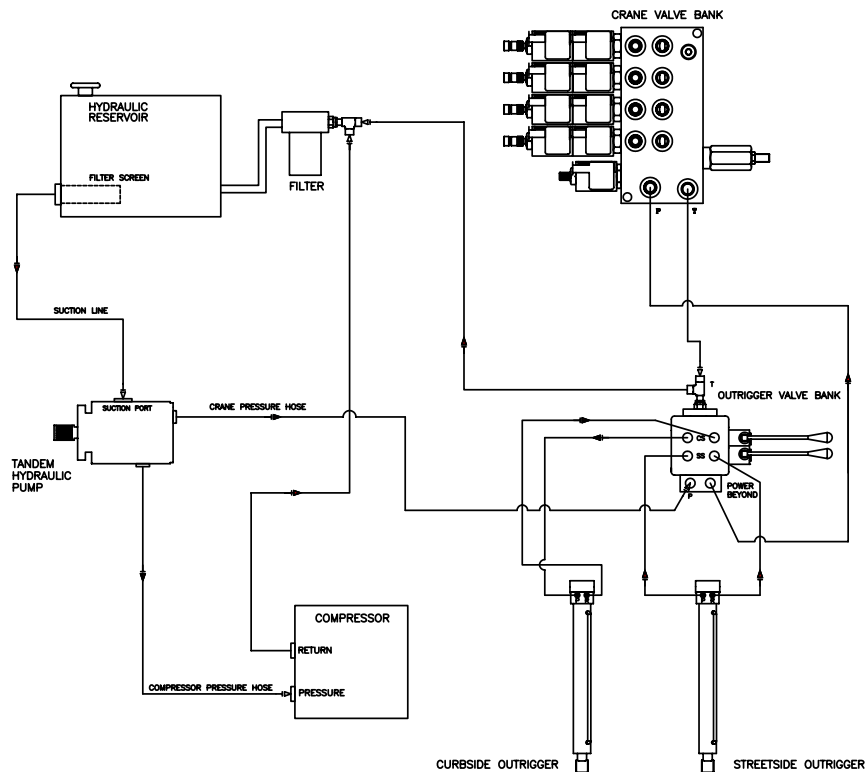 CRANE VALVE BANK
HYDRAULIC
RESERVOIR
FILTER SCREEN
FILTER
P
T
SUCTION LINE
T
OUTRIGGER VALVE BANK
SUCTION PORT
CRANE PRESSURE HOSE
CS
SS
TANDEM
HYDRAULIC
PUMP
POWER
BEYOND
P
COMPRESSOR
RETURN
COMPRESSOR PRESSURE HOSE
PRESSURE
CURBSIDE OUTRIGGER
STREETSIDE OUTRIGGER